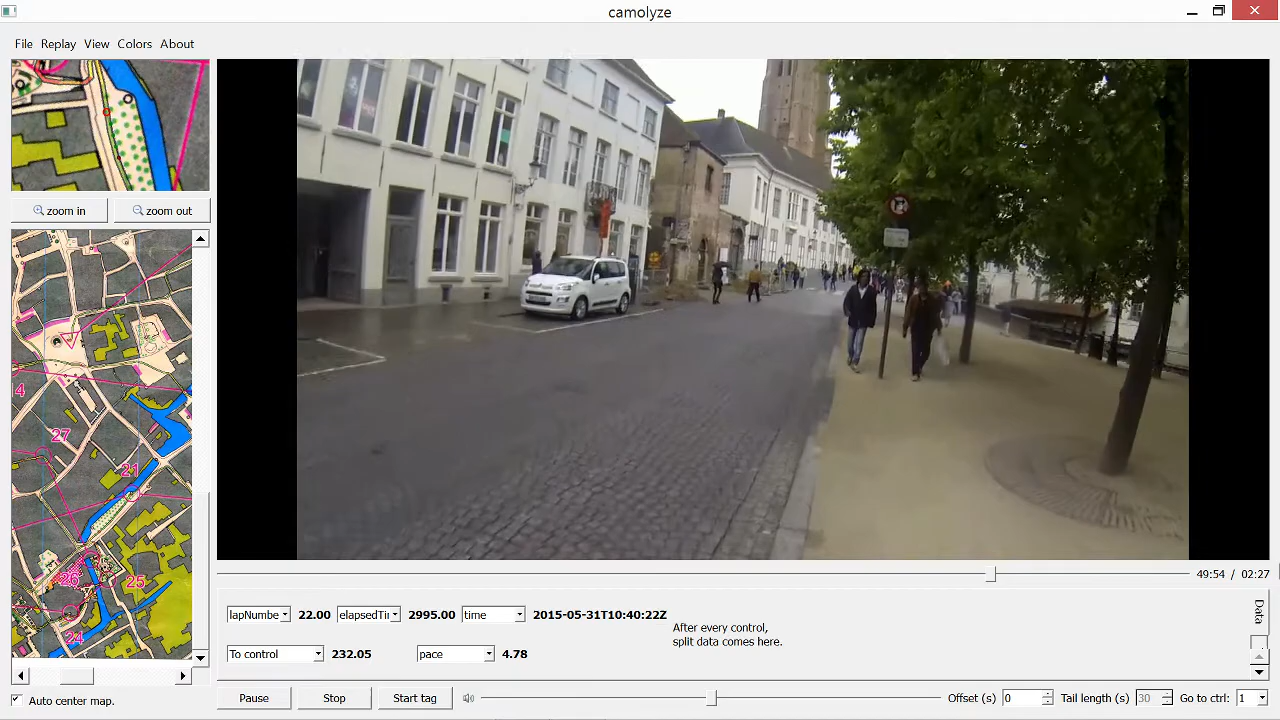 camolyze
File Replay View Colors About
zoom in zoom out
4
27
21
26
25
24
Auto center map.
49:54 / 02:27
lapNumbe 22.00 elapsedTi 2995.00 time 2015-05-31T10:40:22Z
To control 232.05 pace 4.78
After every control,
split data comes here.
Data
Pause Stop Start tag Offset (s) 0 Tail length (s) 30 Go to ctrl: 1